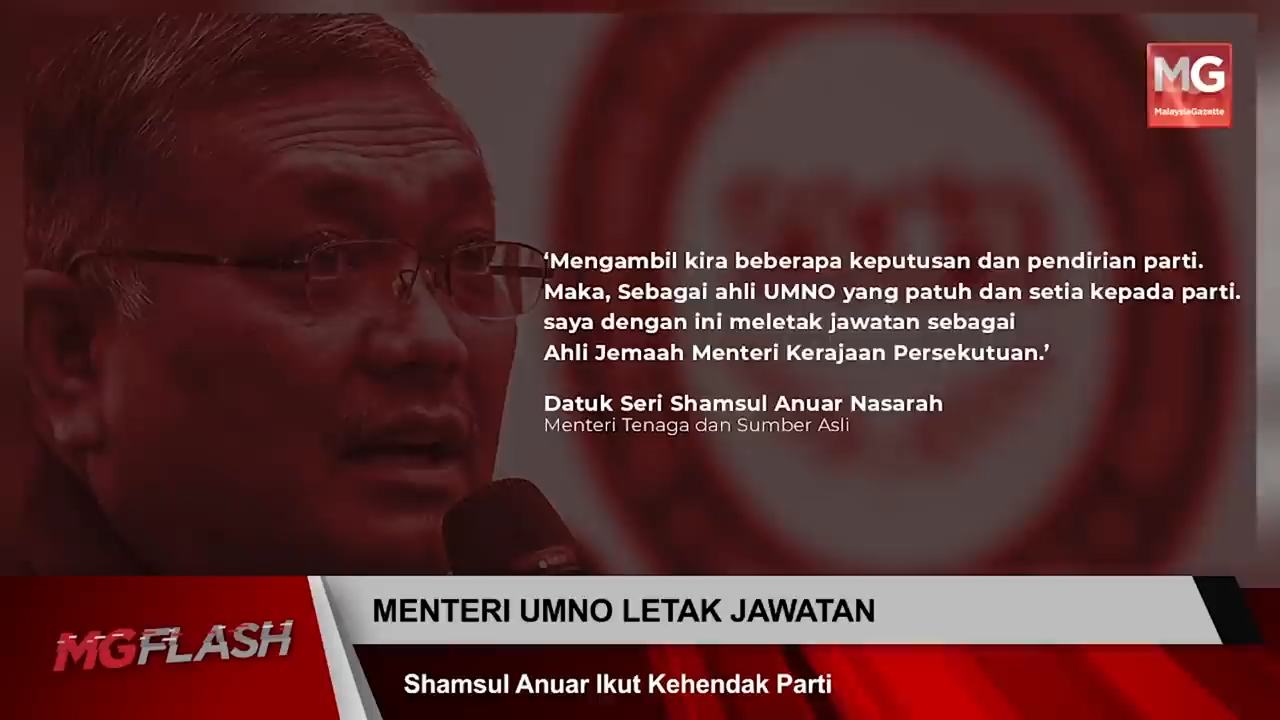 MG
MalaysiaGazette
‘Mengambil kira beberapa keputusan dan pendirian parti.
Maka, Sebagai ahli UMNO yang patuh dan setia kepada parti.
saya dengan ini meletak jawatan sebagai
Ahli Jemaah Menteri Kerajaan Persekutuan.’
Datuk Seri Shamsul Anuar Nasarah
Menteri Tenaga dan Sumber Asli
MENTERI UMNO LETAK JAWATAN
MGFLASH
Shamsul Anuar Ikut Kehendak Parti